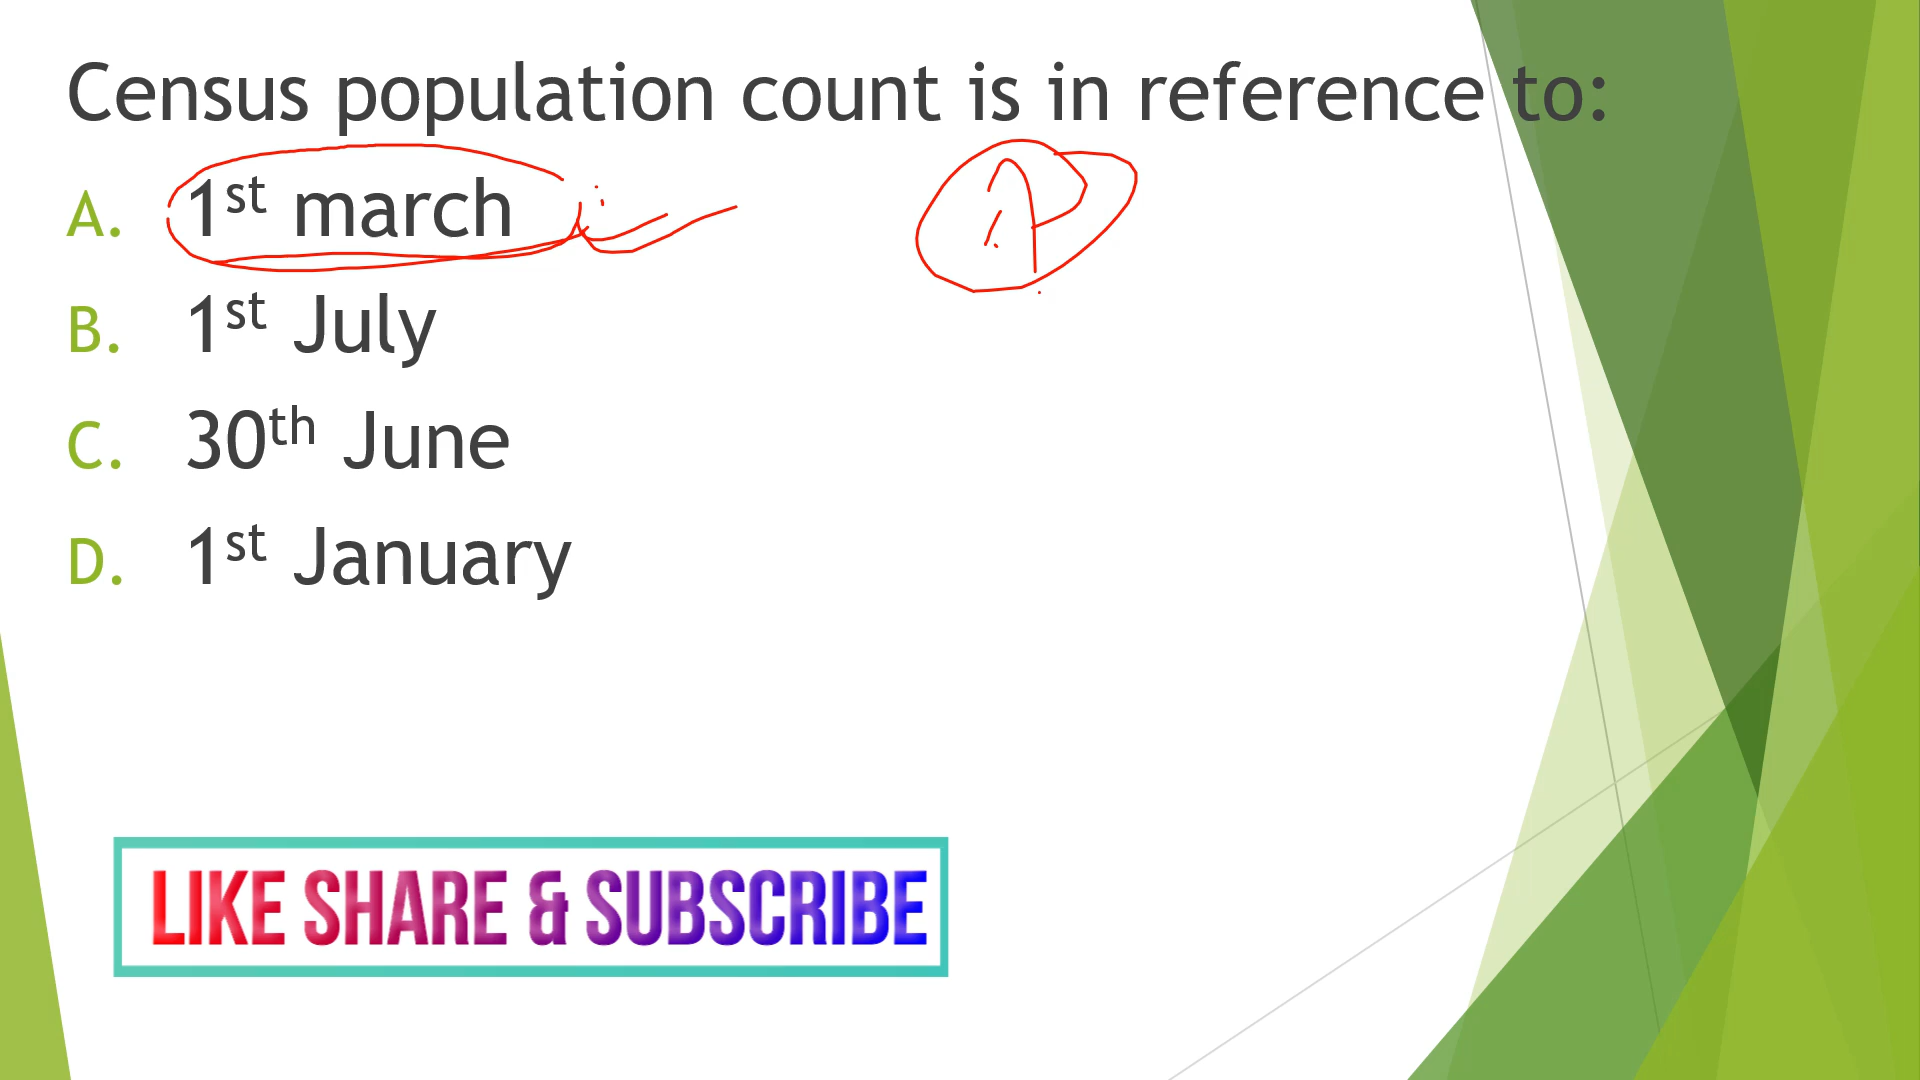 Census population count is in reference to:
A. 1st march
B. 1st July
C. 30th June
D. 1st January
LIKE SHARE & SUBSCRIBE